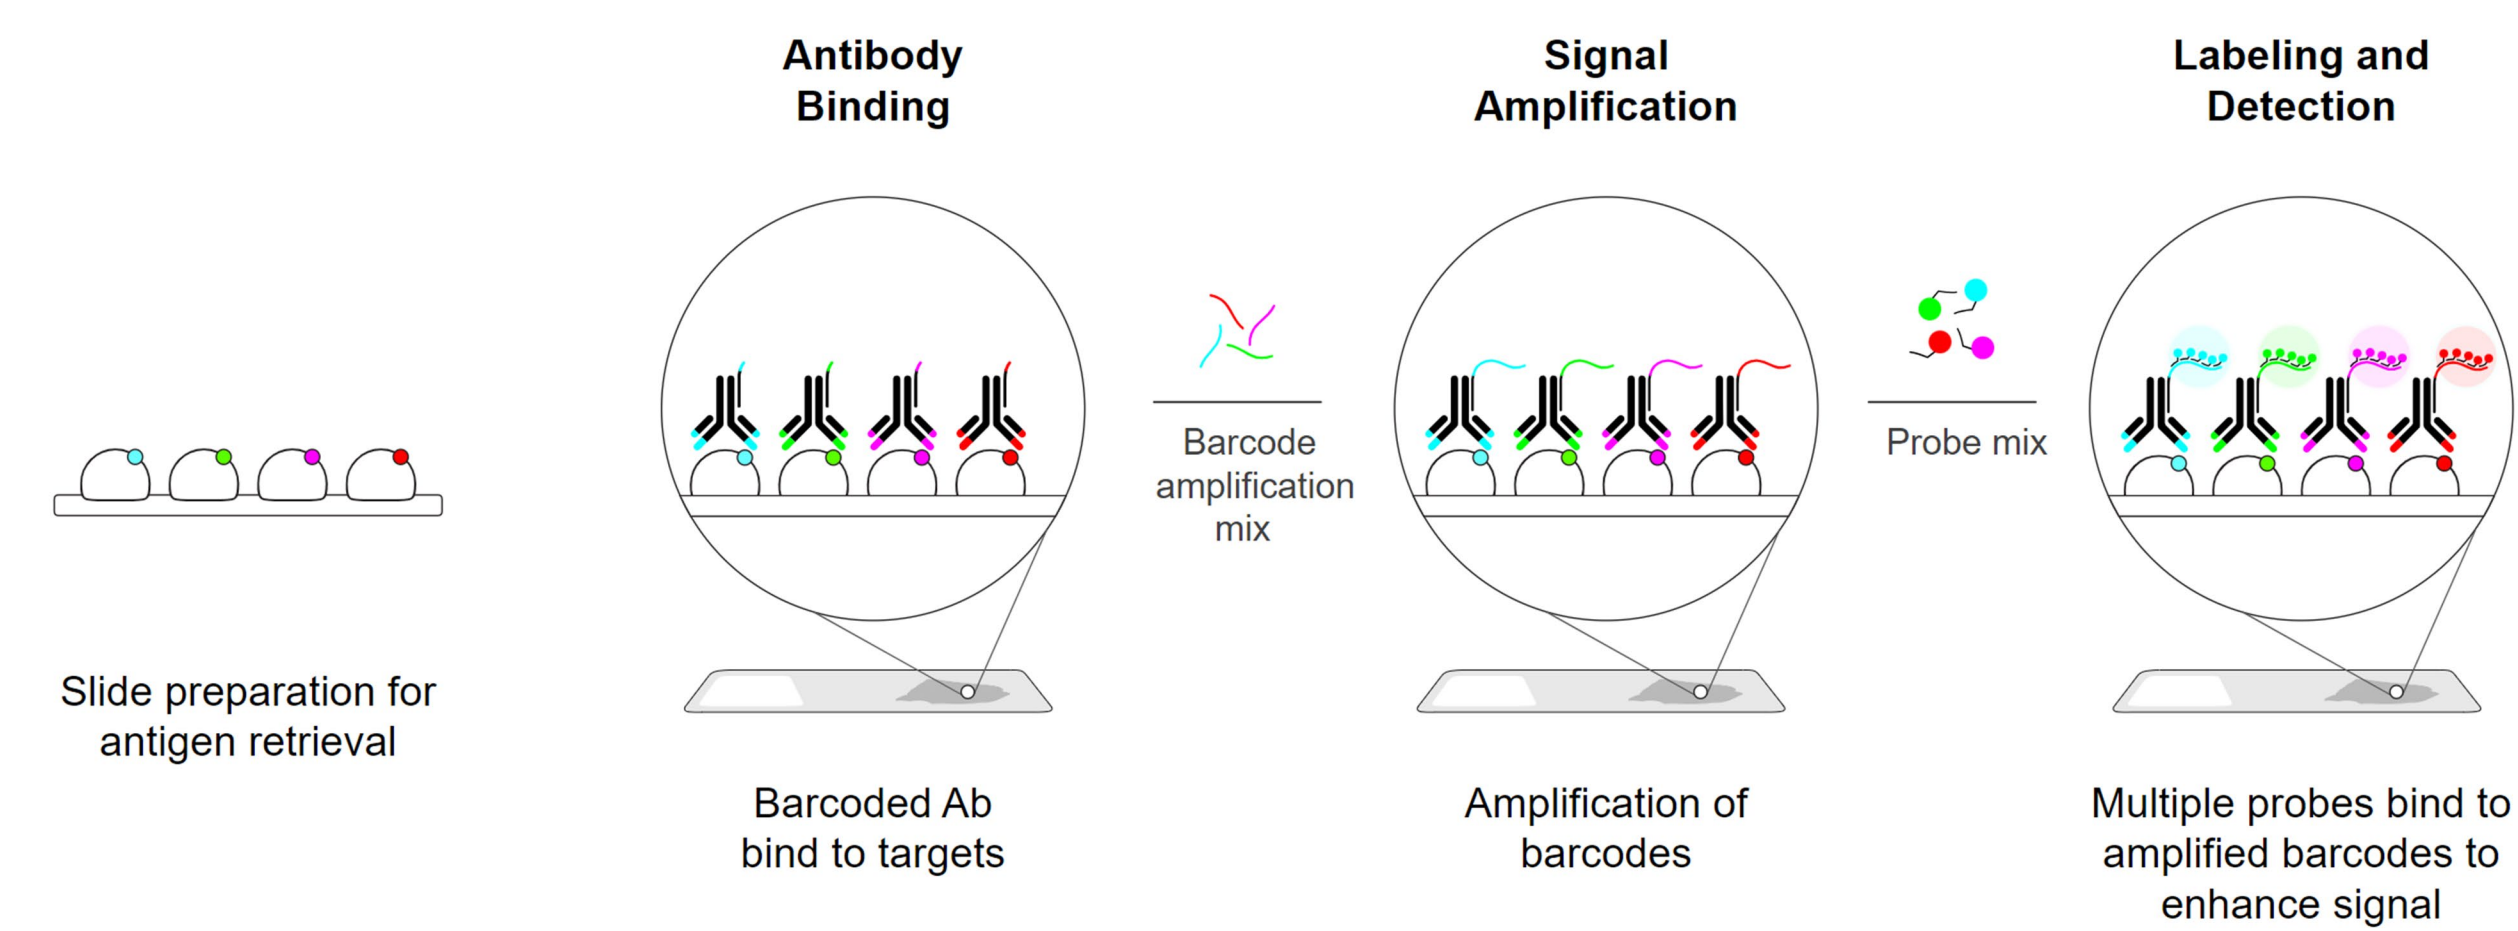 Antibody
Binding
Signal
Amplification
Labeling and
Detection
Barcode
amplification
mix
Probe mix
Slide preparation for
antigen retrieval
Barcoded Ab
bind to targets
Amplification of
barcodes
Multiple probes bind to
amplified barcodes to
enhance signal